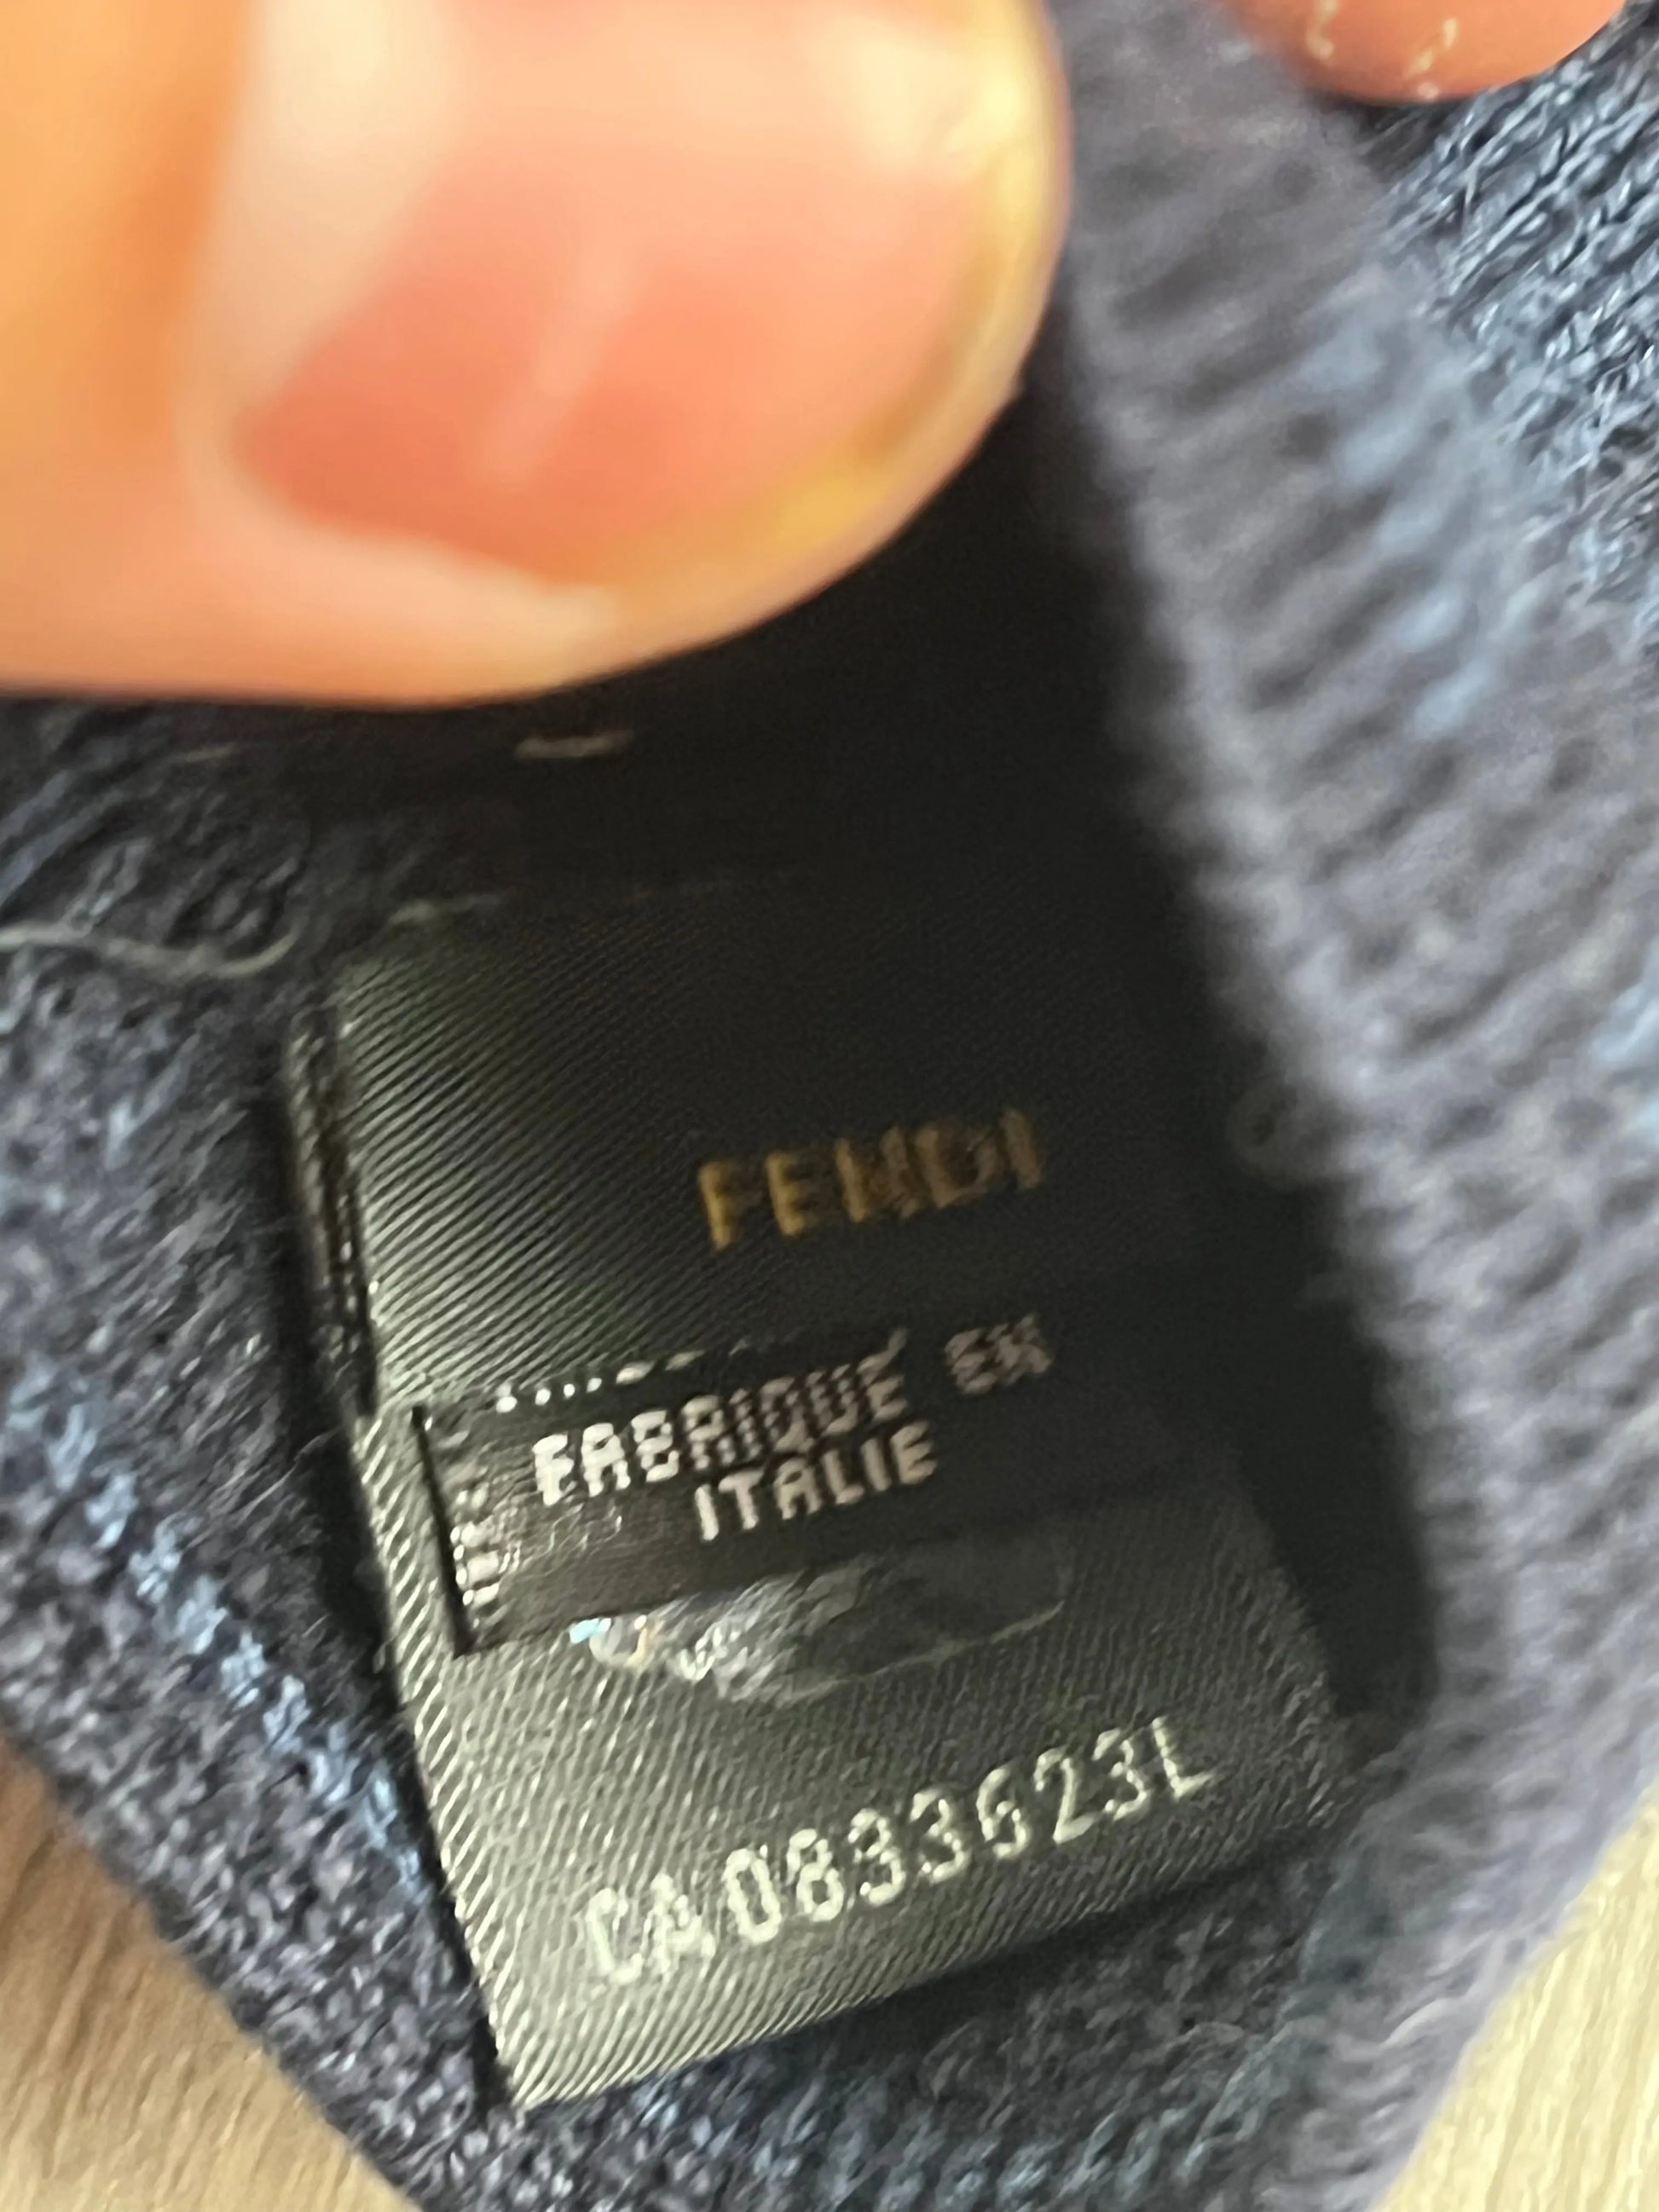 FENDI
FABRIQUÉ EN
ITALIE
CA0833623L